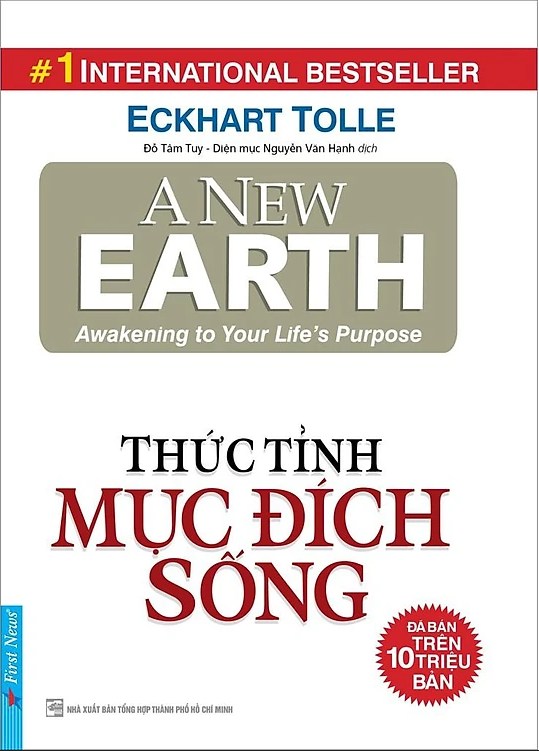 #1 INTERNATIONAL BESTSELLER
ECKHART TOLLE
Đỗ Tâm Tuy - Diện mục Nguyễn Văn Hạnh dịch
A NEW
EARTH
Awakening to Your Life's Purpose
THỨC TỈNH
MỤC ĐÍCH
SỐNG
ĐÃ BÁN
TRÊN
10 TRIỆU
BẢN
First News®
NHÀ XUẤT BẢN TỔNG HỢP THÀNH PHỐ HỒ CHÍ MINH